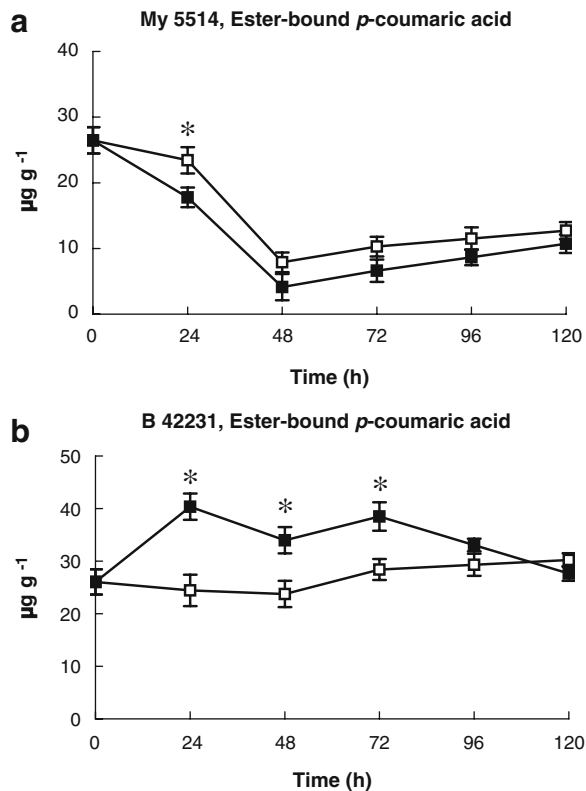 a
My 5514, Ester-bound p-coumaric acid
40
30
20
10
0
µg g -1
*
0 24 48 72 96 120
Time (h)
b
B 42231, Ester-bound p-coumaric acid
50
40
30
20
10
0
µg g -1
* * *
0 24 48 72 96 120
Time (h)